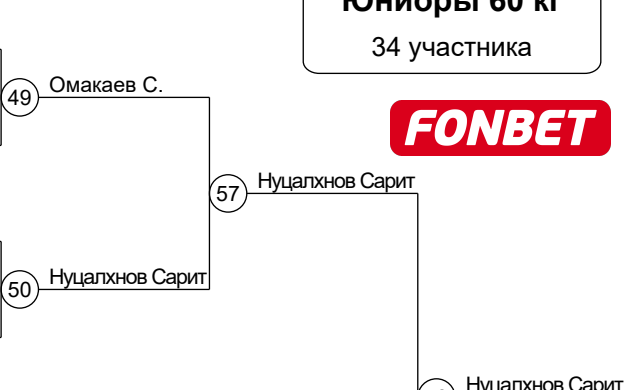 Юниоры 60 кг
34 участника
FONBET
49 Омакаев С.
57 Нуцалхнов Сарит
50 Нуцалхнов Сарит
Нуцалхнов Сарит